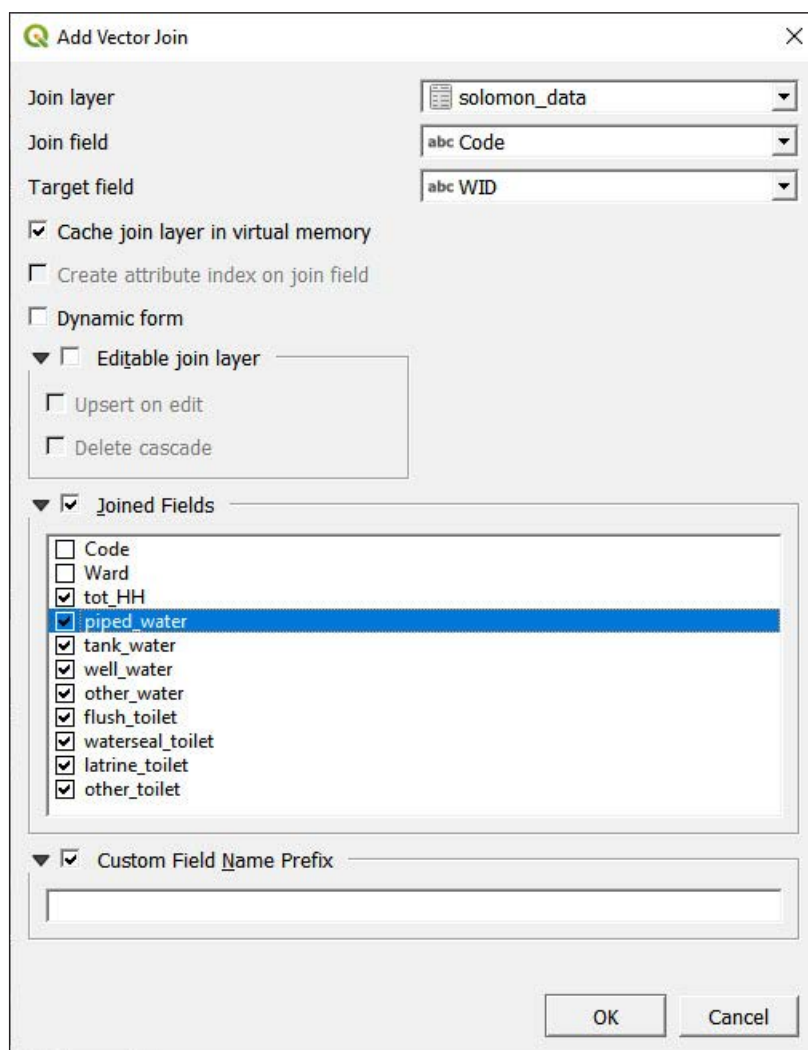 Add Vector Join
Join layer solomon_data
Join field abc Code
Target field abc WID
Cache join layer in virtual memory
Create attribute index on join field
Dynamic form
Editable join layer
Upsert on edit
Delete cascade
Joined Fields
Code
Ward
tot_HH
piped_water
tank_water
well_water
other_water
flush_toilet
waterseal_toilet
latrine_toilet
other_toilet
Custom Field Name Prefix
OK Cancel